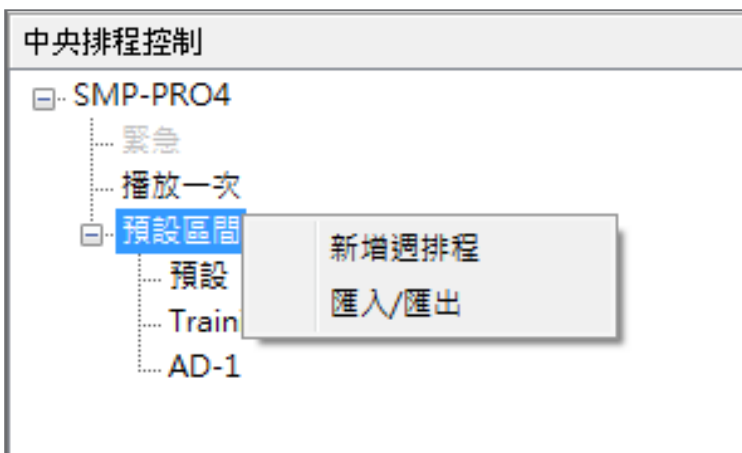 中央排程控制
SMP-PRO4
緊急
播放一次
預設區間
新增週排程
匯入/匯出
預設
Traini
AD-1